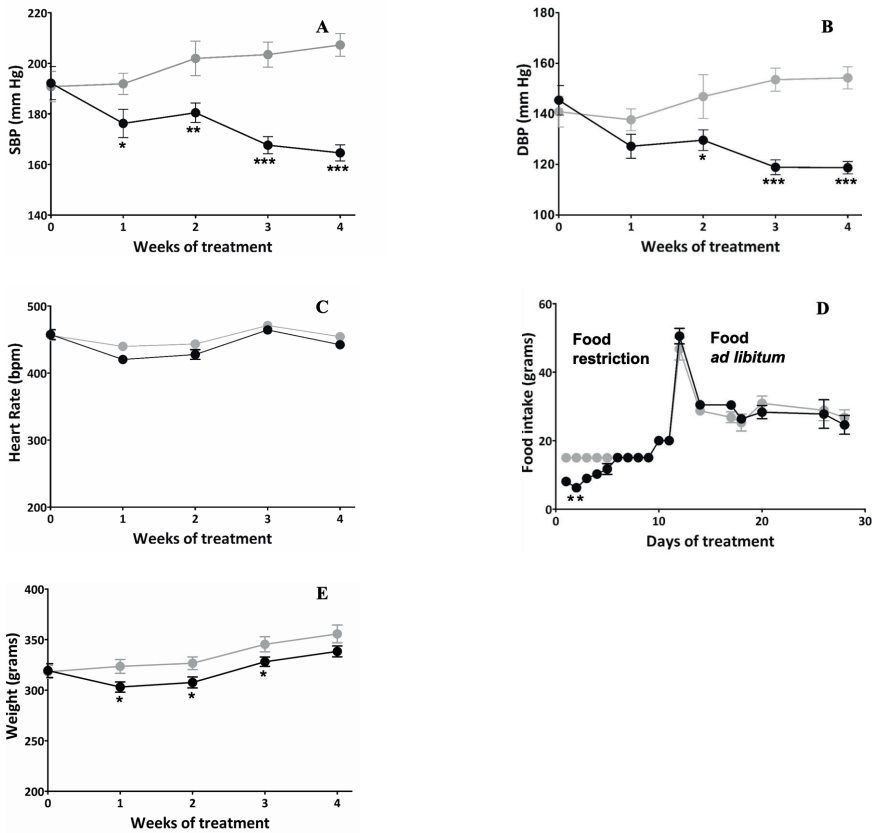 A
220
200
180
160
140
SBP (mm Hg)
*
**
***
***
0 1 2 3 4
Weeks of treatment
B
180
160
140
120
100
DBP (mm Hg)
*
***
***
0 1 2 3 4
Weeks of treatment
C
500
400
300
200
Heart Rate (bpm)
0 1 2 3 4
Weeks of treatment
D
60
40
20
0
Food intake (grams)
Food
restriction
Food
ad libitum
**
0 10 20 30
Days of treatment
E
400
350
300
250
200
Weight (grams)
*
*
*
0 1 2 3 4
Weeks of treatment